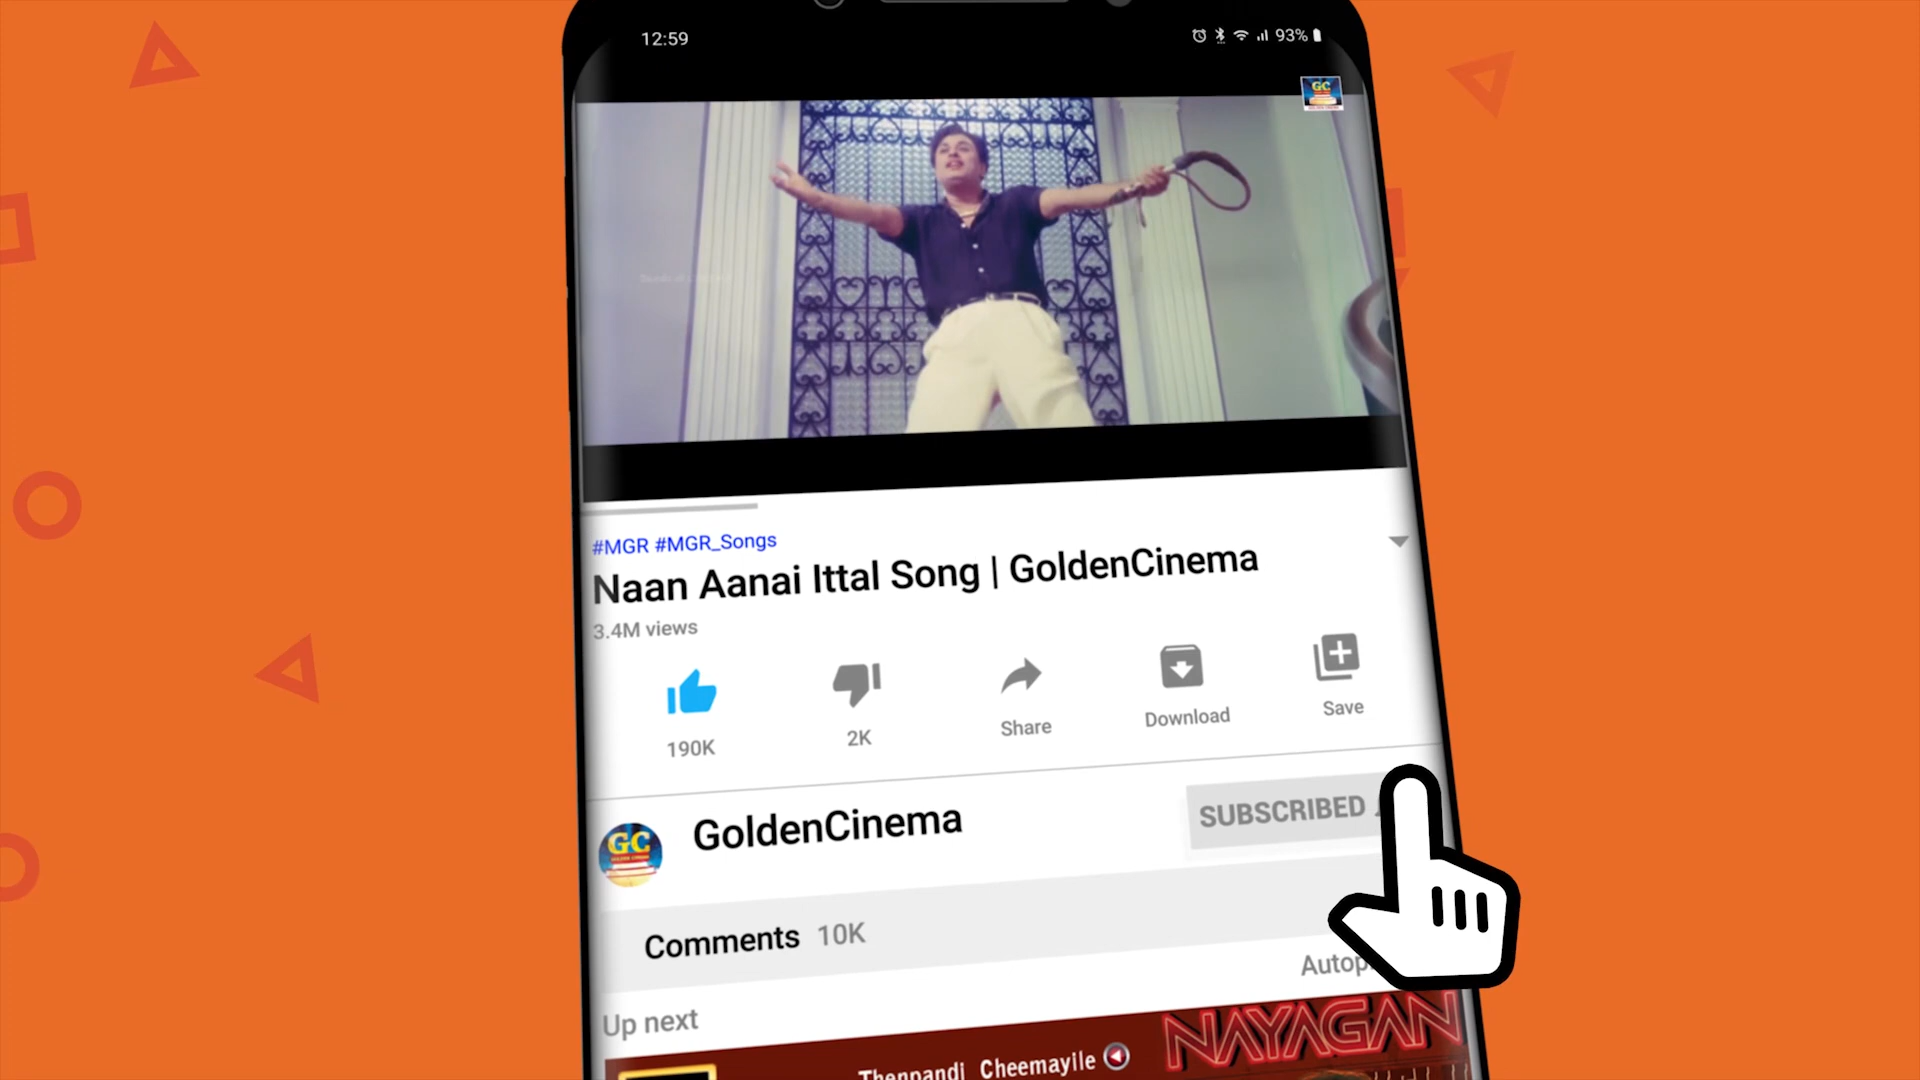 12:59
93%
GC
#MGR #MGR_Songs
Naan Aanai Ittal Song | GoldenCinema
3.4M views
190K
2K
Share
Download
Save
GC
GoldenCinema
SUBSCRIBED
Comments 10K
Up next
Thenpandi Cheemayile
NAYAGAN